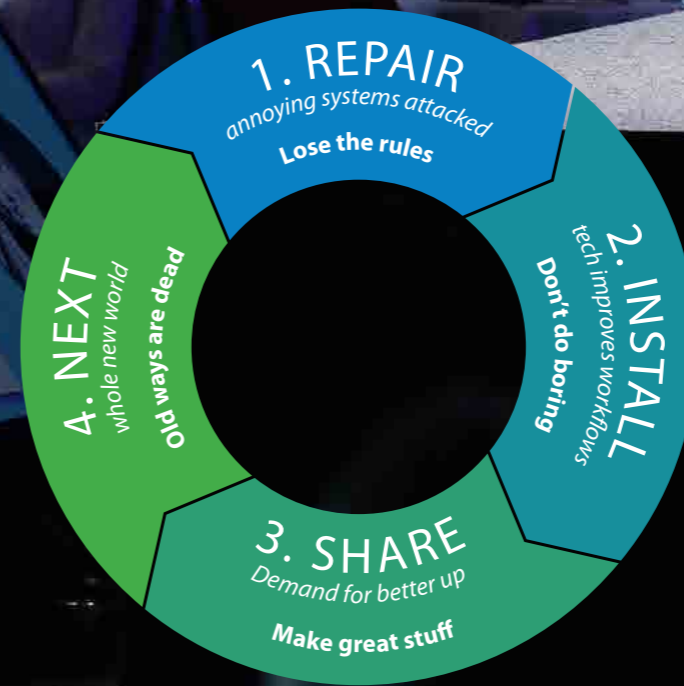 1. REPAIR
annoying systems attacked
Lose the rules
2. INSTALL
tech improves workflows
Don't do boring
3. SHARE
Demand for better up
Make great stuff
4. NEXT
whole new world
Old ways are dead